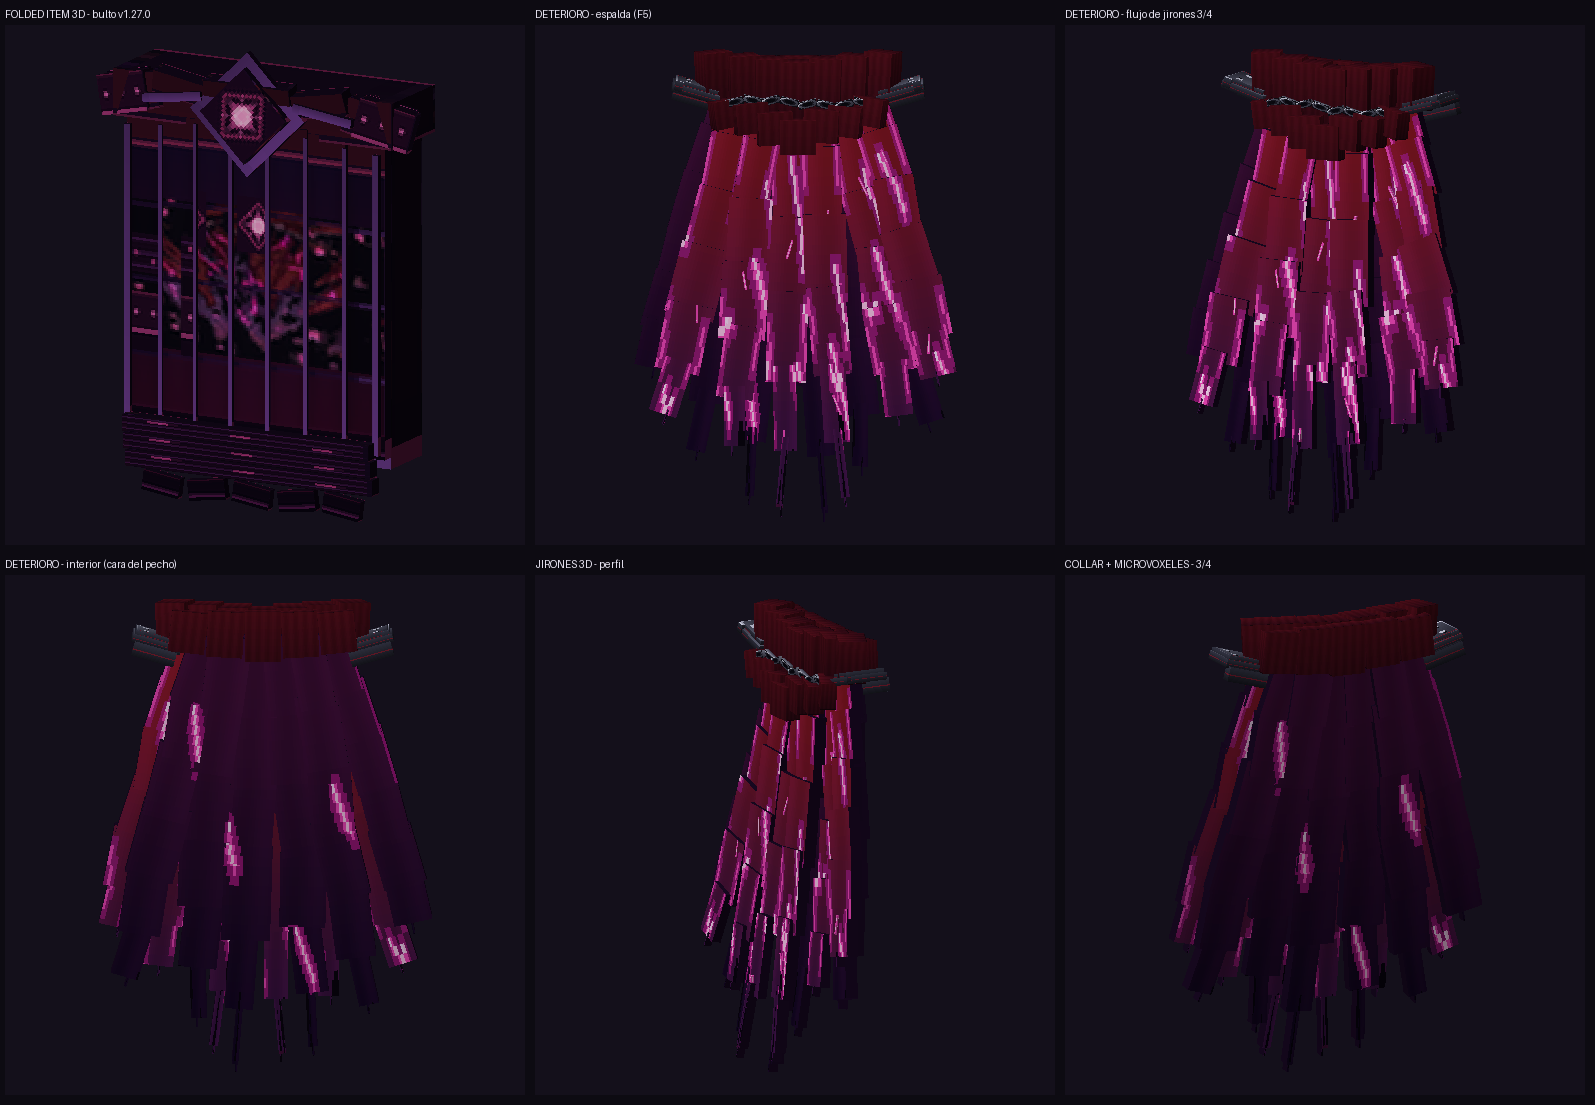 FOLDED ITEM 3D - bulto v1.27.0
DETERIORO - espalda (F5)
DETERIORO - flujo de jirones 3/4
DETERIORO - interior (cara del pecho)
JIRONES 3D - perfil
COLLAR + MICROVOXELES - 3/4